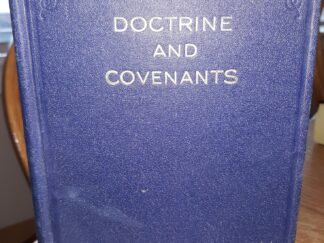 DOCTRINE
AND
COVENANTS